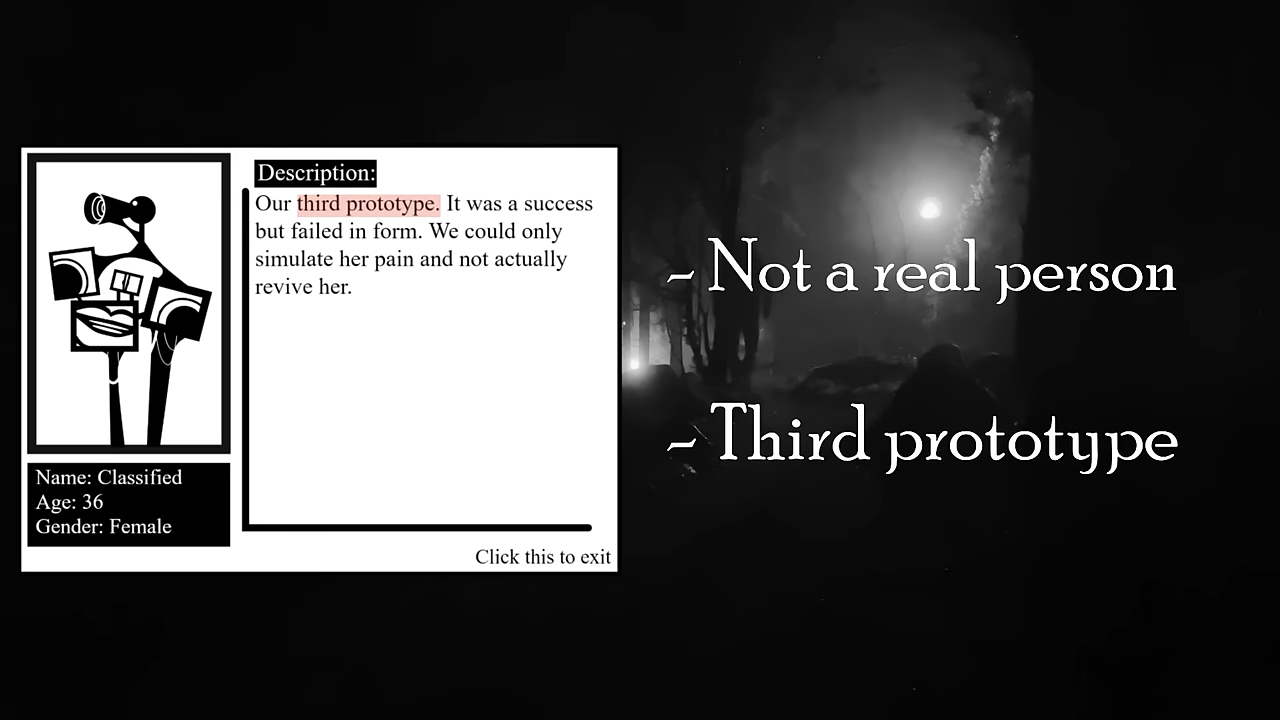 Description:
Our third prototype. It was a success
but failed in form. We could only
simulate her pain and not actually
revive her.
Name: Classified
Age: 36
Gender: Female
Click this to exit
- Not a real person
- Third prototype